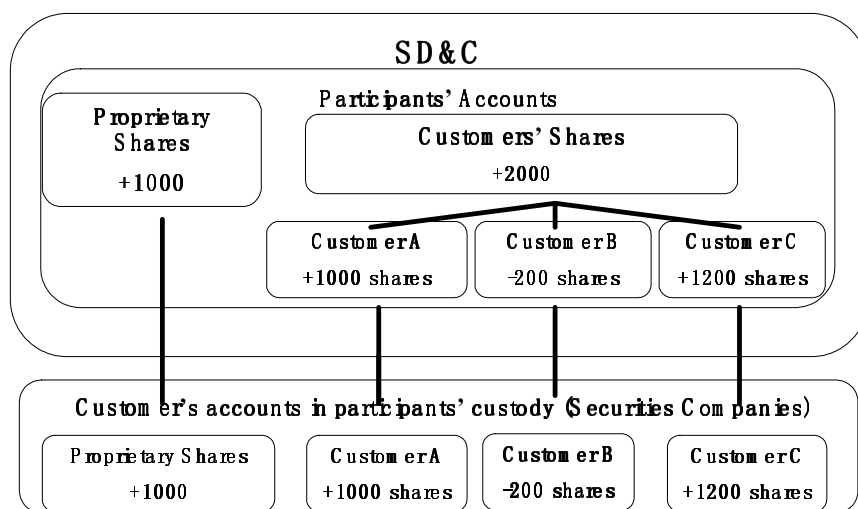 SD&C
Participants' Accounts
Proprietary
Shares
+1000
Customers' Shares
+2000
Customer A
+1000 shares
Customer B
-200 shares
Customer C
+1200 shares
Customer's accounts in participants' custody (Securities Companies)
Proprietary Shares
+1000
Customer A
+1000 shares
Customer B
-200 shares
Customer C
+1200 shares